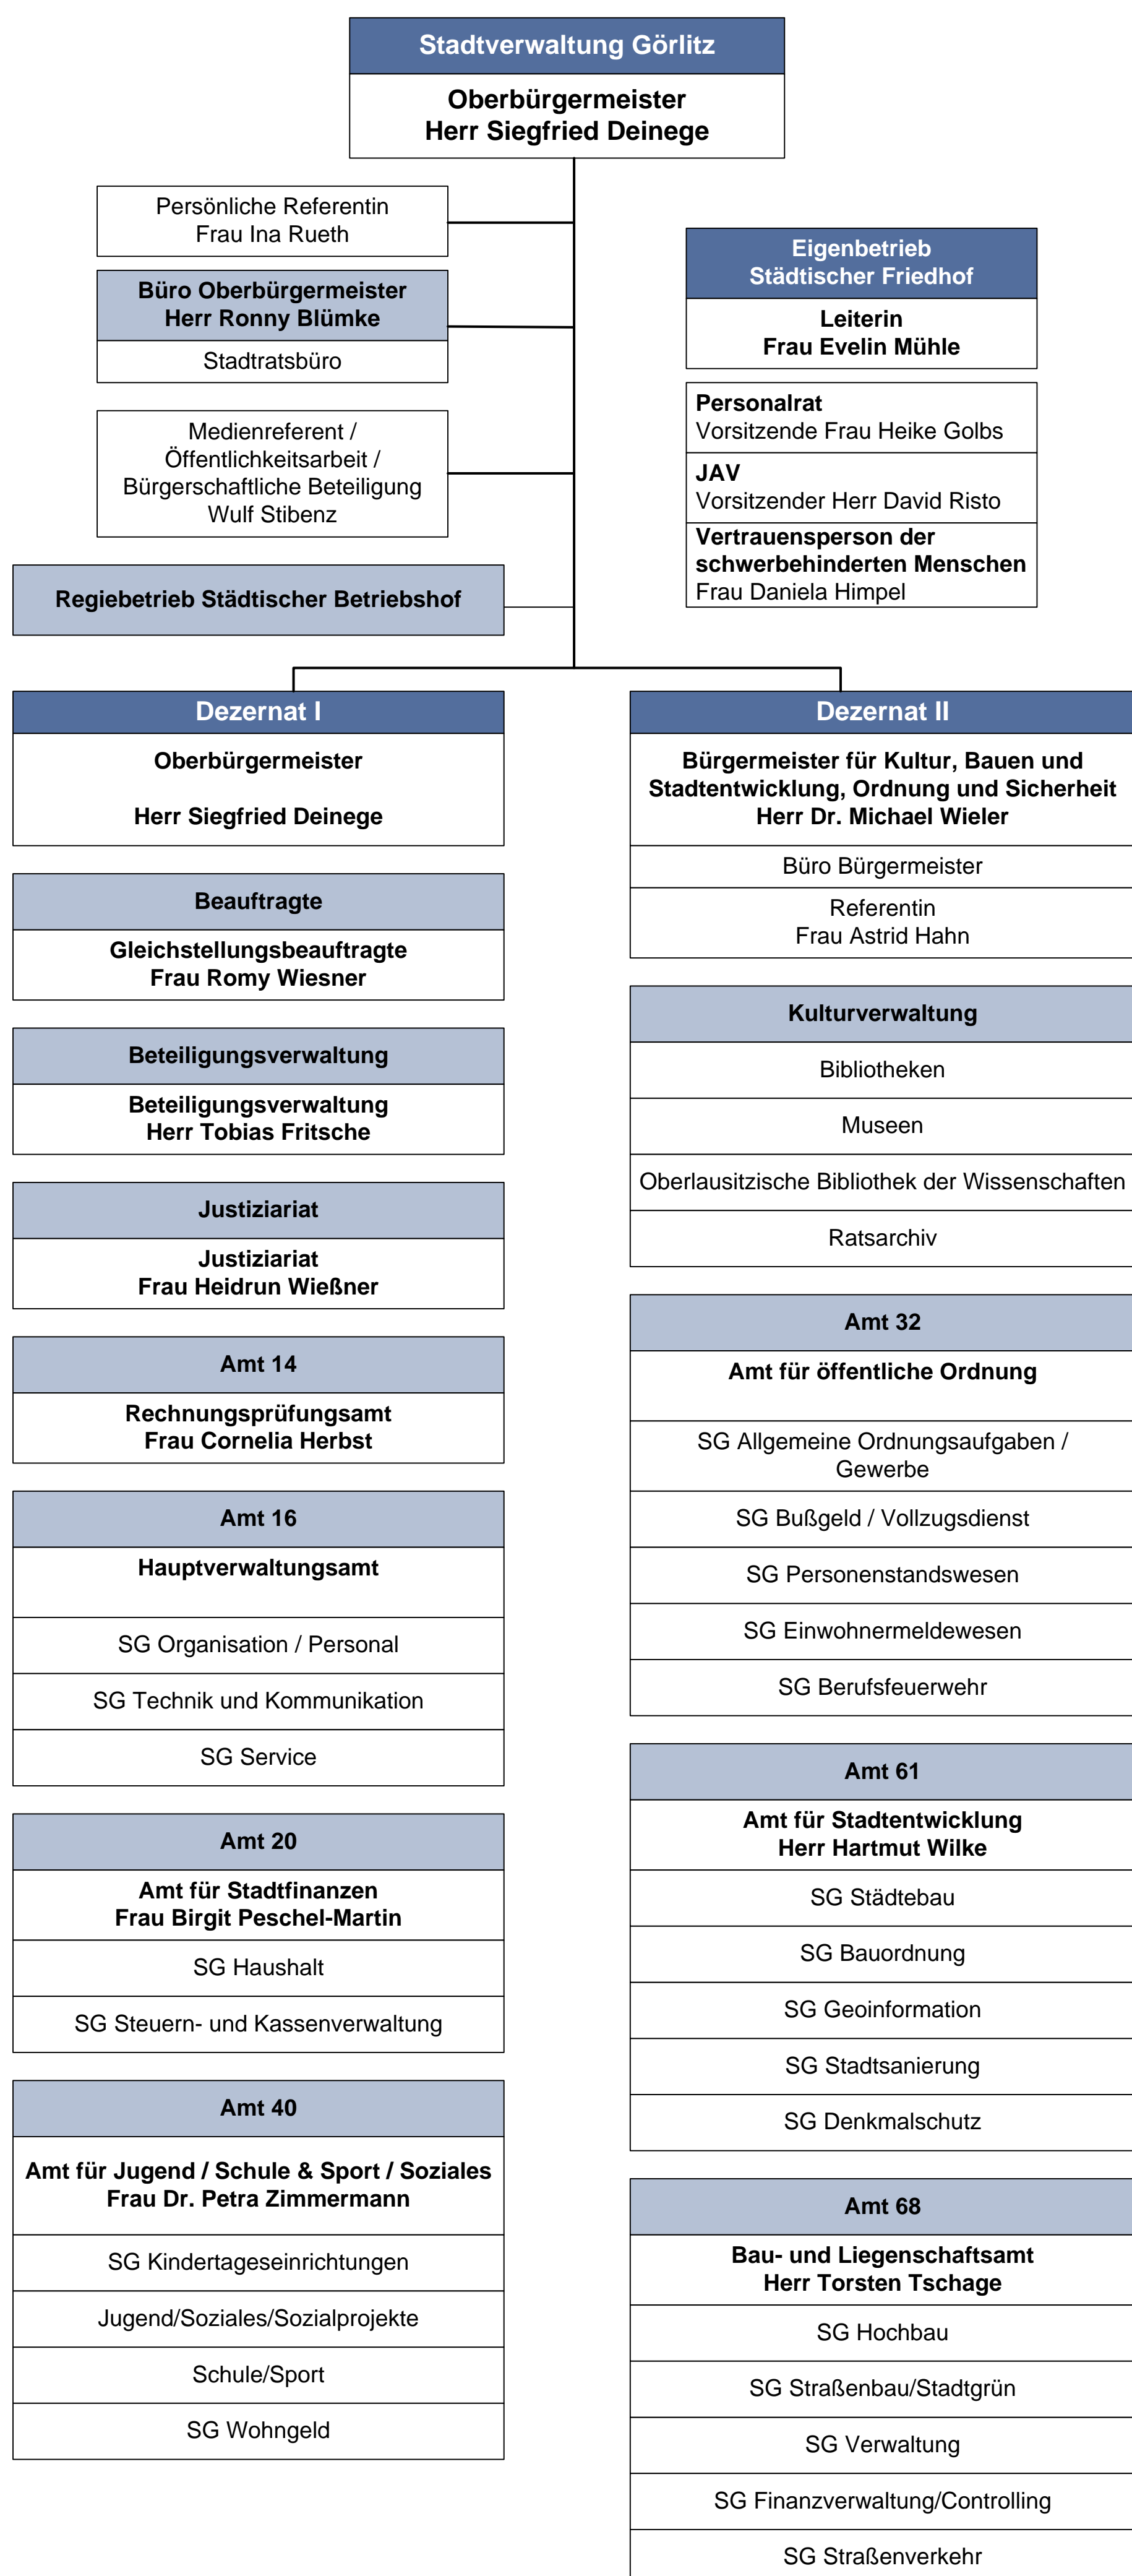 Stadtverwaltung Görlitz
Oberbürgermeister
Herr Siegfried Deinege
Persönliche Referentin
Frau Ina Rueth
Büro Oberbürgermeister
Herr Ronny Blümke
Stadtratsbüro
Medienreferent /
Öffentlichkeitsarbeit /
Bürgerschaftliche Beteiligung
Wulf Stibenz
Regiebetrieb Städtischer Betriebshof
Eigenbetrieb
Städtischer Friedhof
Leiterin
Frau Evelin Mühle
Personalrat
Vorsitzende Frau Heike Golbs
JAV
Vorsitzender Herr David Risto
Vertrauensperson der
schwerbehinderten Menschen
Frau Daniela Himpel
Dezernat I
Oberbürgermeister
Herr Siegfried Deinege
Beauftragte
Gleichstellungsbeauftragte
Frau Romy Wiesner
Beteiligungsverwaltung
Beteiligungsverwaltung
Herr Tobias Fritsche
Justiziariat
Justiziariat
Frau Heidrun Wießner
Amt 14
Rechnungsprüfungsamt
Frau Cornelia Herbst
Amt 16
Hauptverwaltungsamt
SG Organisation / Personal
SG Technik und Kommunikation
SG Service
Amt 20
Amt für Stadtfinanzen
Frau Birgit Peschel-Martin
SG Haushalt
SG Steuern- und Kassenverwaltung
Amt 40
Amt für Jugend / Schule & Sport / Soziales
Frau Dr. Petra Zimmermann
SG Kindertageseinrichtungen
Jugend/Soziales/Sozialprojekte
Schule/Sport
SG Wohngeld
Dezernat II
Bürgermeister für Kultur, Bauen und
Stadtentwicklung, Ordnung und Sicherheit
Herr Dr. Michael Wieler
Büro Bürgermeister
Referentin
Frau Astrid Hahn
Kulturverwaltung
Bibliotheken
Museen
Oberlausitzische Bibliothek der Wissenschaften
Ratsarchiv
Amt 32
Amt für öffentliche Ordnung
SG Allgemeine Ordnungsaufgaben /
Gewerbe
SG Bußgeld / Vollzugsdienst
SG Personenstandswesen
SG Einwohnermeldewesen
SG Berufsfeuerwehr
Amt 61
Amt für Stadtentwicklung
Herr Hartmut Wilke
SG Städtebau
SG Bauordnung
SG Geoinformation
SG Stadtsanierung
SG Denkmalschutz
Amt 68
Bau- und Liegenschaftsamt
Herr Torsten Tschage
SG Hochbau
SG Straßenbau/Stadtgrün
SG Verwaltung
SG Finanzverwaltung/Controlling
SG Straßenverkehr